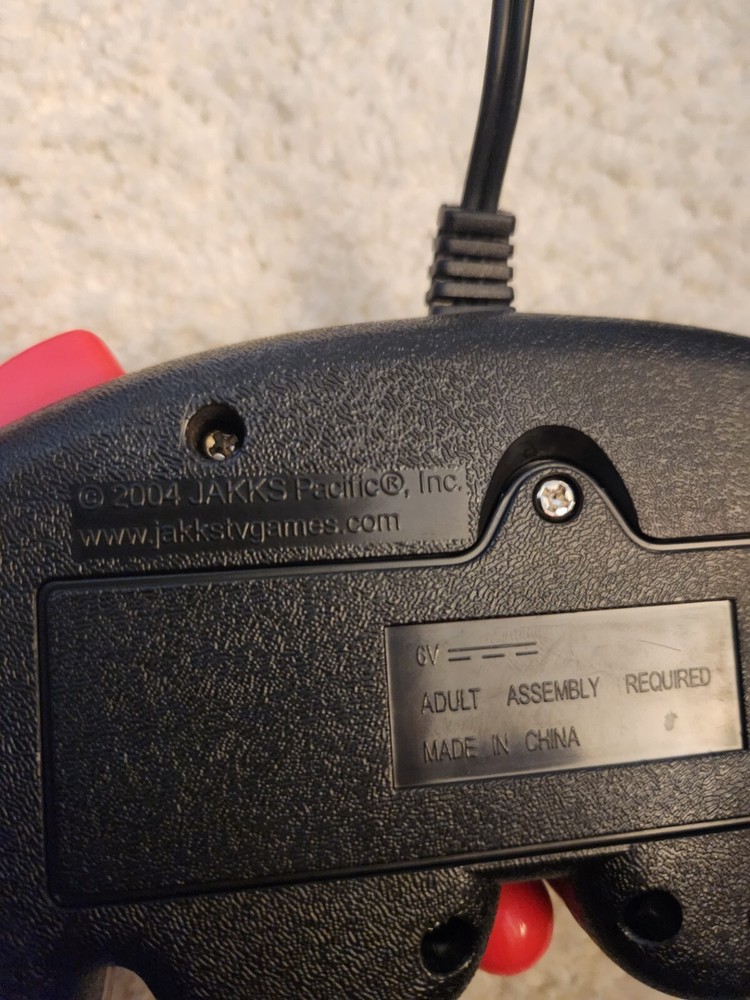 © 2004 JAKKS Pacific®, Inc.
www.jakkstvgames.com
6V
ADULT ASSEMBLY REQUIRED
MADE IN CHINA